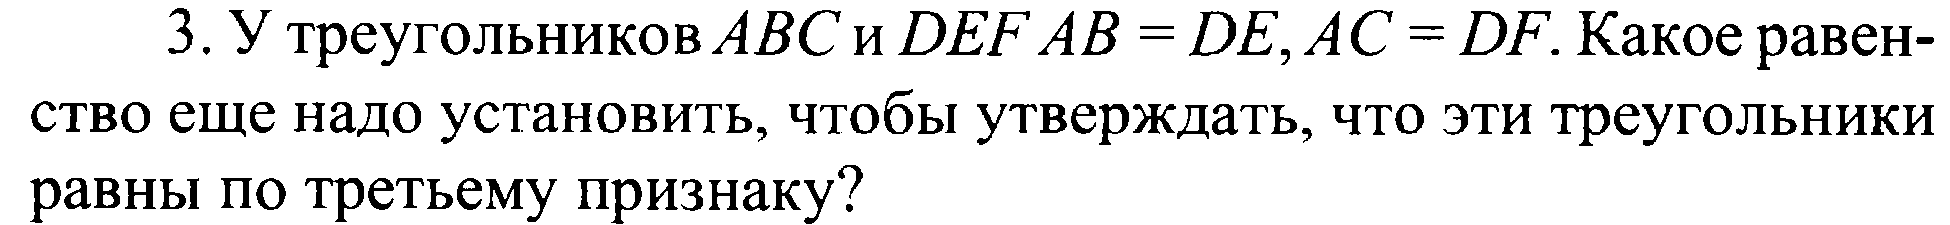 3. У треугольников ABC и DEF AB = DE, AC = DF. Какое равен-
ство еще надо установить, чтобы утверждать, что эти треугольники
равны по третьему признаку?